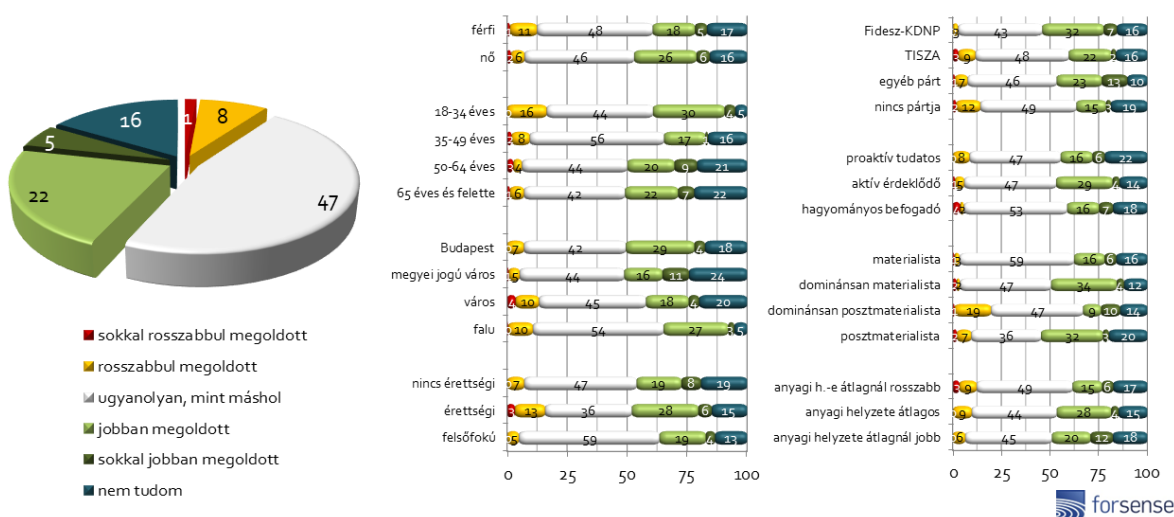 1
8
47
22
5
16
sokkal rosszabbul megoldott
rosszabbul megoldott
ugyanolyan, mint máshol
jobban megoldott
sokkal jobban megoldott
nem tudom
férfi 11 48 18 5 17
nő 2 6 46 26 6 16
18-34 éves 16 44 30 4 5
35-49 éves 2 8 56 17 16
50-64 éves 3 4 44 20 9 21
65 éves és felette 6 42 22 7 22
Budapest 7 42 29 4 18
megyei jogú város 5 44 16 11 24
város 4 10 45 18 4 20
falu 10 54 27 3 5
nincs érettségi 7 47 19 8 19
érettségi 3 13 36 28 6 15
felsőfokú 5 59 19 4 13
0 25 50 75 100
Fidesz-KDNP 3 43 32 7 16
TISZA 3 9 48 22 2 16
egyéb párt 7 46 23 13 10
nincs pártja 2 12 49 15 3 19
proaktív tudatos 8 47 16 6 22
aktív érdeklődő 5 47 29 4 14
hagyományos befogadó 4 53 16 7 18
materialista 3 59 16 6 16
dominánsan materialista 47 34 4 12
dominánsan posztmaterialista 19 47 9 10 14
posztmaterialista 2 7 36 32 3 20
anyagi h.-e átlagnál rosszabb 3 9 49 15 6 17
anyagi helyzete átlagos 9 44 28 4 15
anyagi helyzete átlagnál jobb 6 45 20 12 18
0 25 50 75 100
forsense